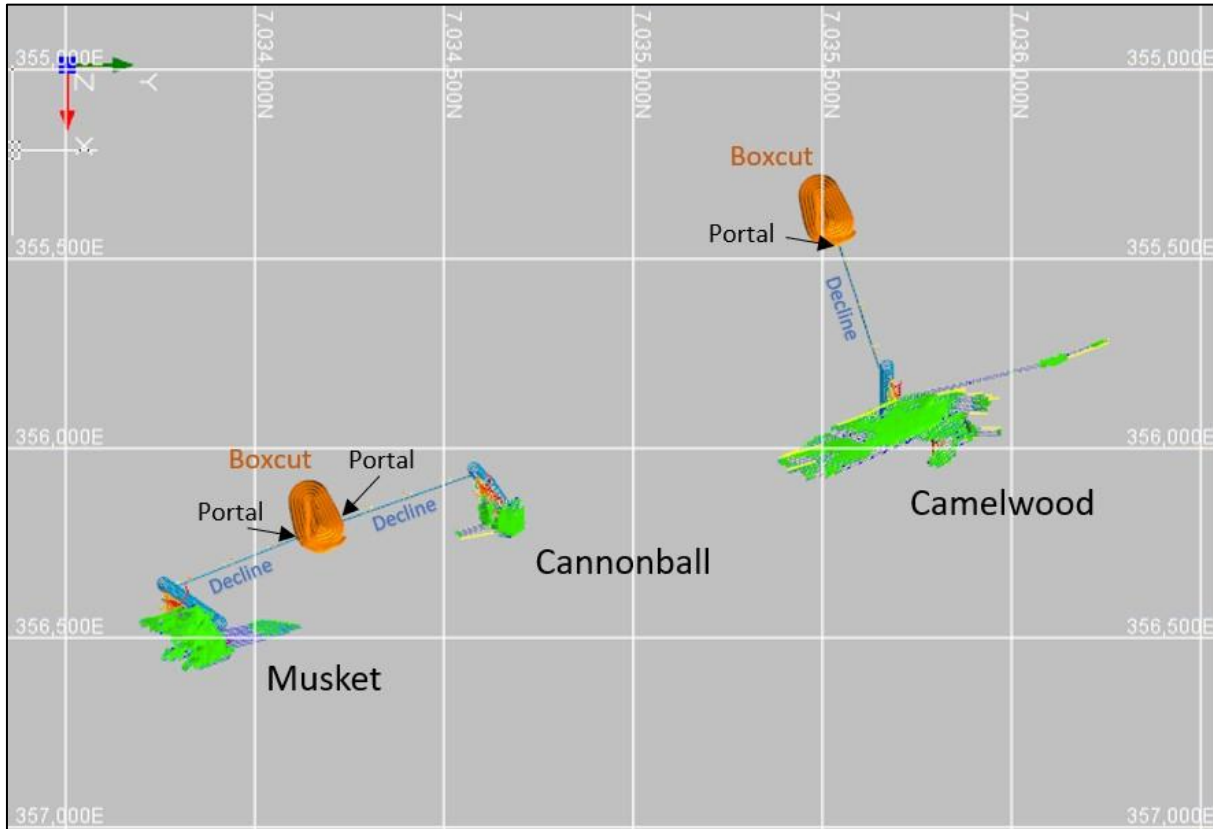 7,034,000N
7,034,500N
7,035,000N
7,035,500N
7,036,000N
355,000E
355,000E
Z
Y
X
Boxcut
Portal
355,500E
355,500E
Decline
356,000E
356,000E
Boxcut
Portal
Portal
Decline
Camelwood
Decline
Cannonball
356,500E
356,500E
Musket
357,000E
357,000E